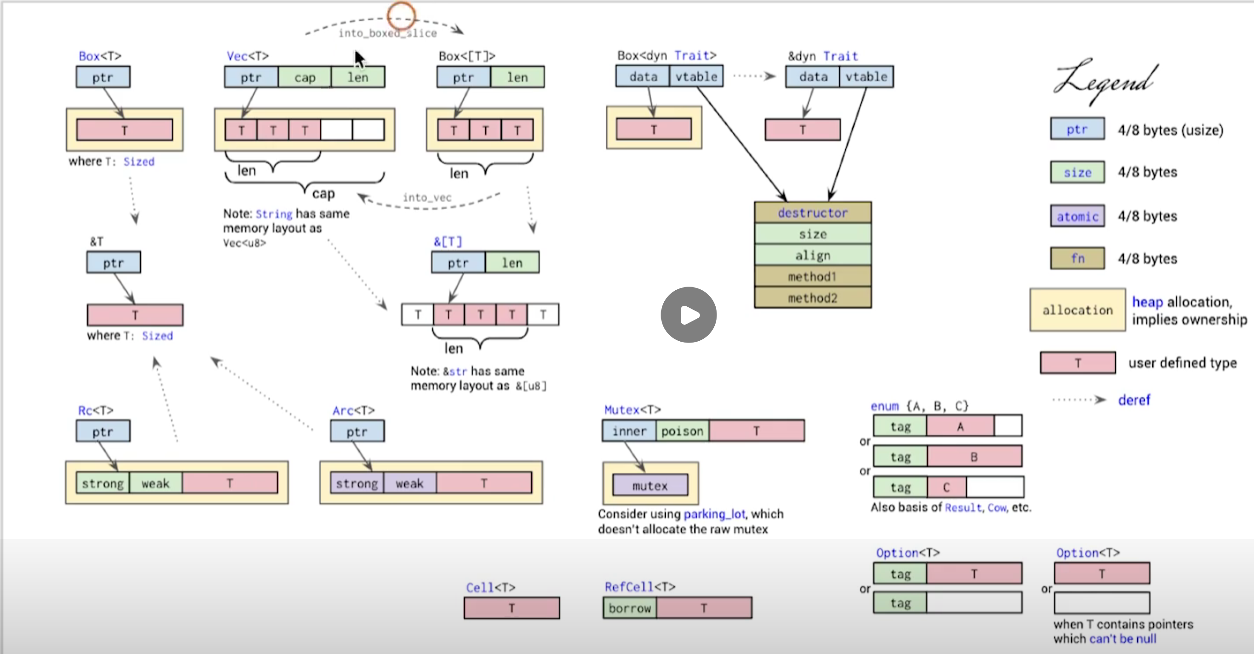 into_boxed_slice
Box<T>
ptr
T
where T: Sized
Vec<T>
ptr cap len
T T T
len
cap
Note: String has same
memory layout as
Vec<u8>
Box<[T]>
ptr len
T T T
len
into_vec
Box<dyn Trait>
data vtable
T
&dyn Trait
data vtable
T
destructor
size
align
method1
method2
&T
ptr
T
where T: Sized
&[T]
ptr len
T T T T T
len
Note: &str has same
memory layout as &[u8]
Rc<T>
ptr
strong weak T
Arc<T>
ptr
strong weak T
Mutex<T>
inner poison T
mutex
Consider using parking_lot, which
doesn't allocate the raw mutex
enum {A, B, C}
tag A
or
tag B
or
tag C
Also basis of Result, Cow, etc.
Cell<T>
T
RefCell<T>
borrow T
Option<T>
tag T
or
tag
Option<T>
T
or
when T contains pointers
which can't be null
Legend
ptr 4/8 bytes (usize)
size 4/8 bytes
atomic 4/8 bytes
fn 4/8 bytes
allocation heap allocation,
implies ownership
T user defined type
deref